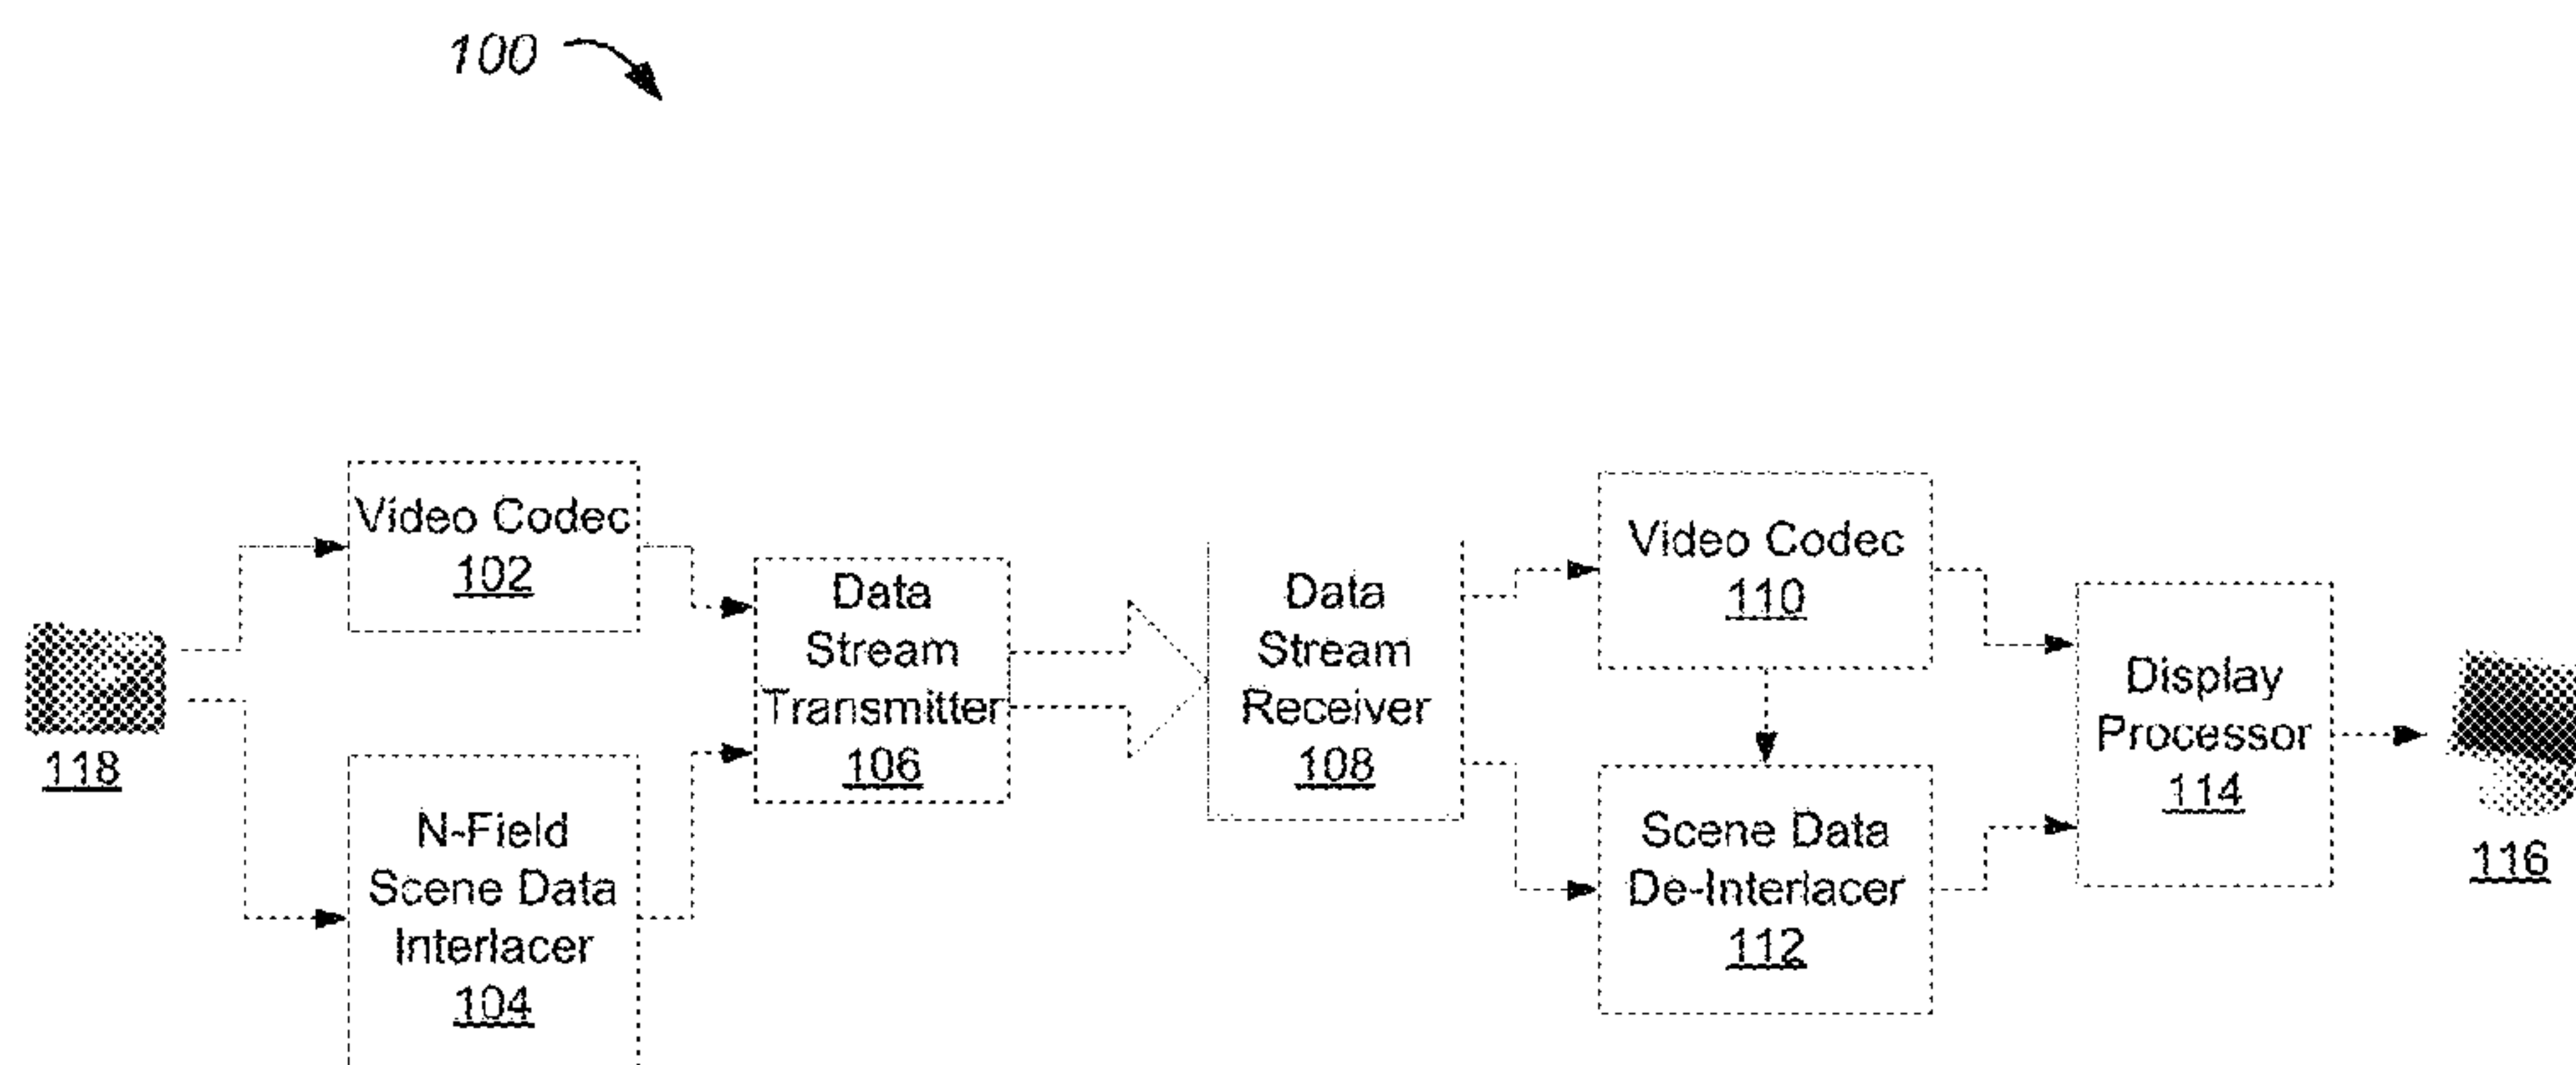 100
Video Codec
102
118
N-Field
Scene Data
Interlacer
104
Data
Stream
Transmitter
106
Data
Stream
Receiver
108
Video Codec
110
Scene Data
De-Interlacer
112
Display
Processor
114
116